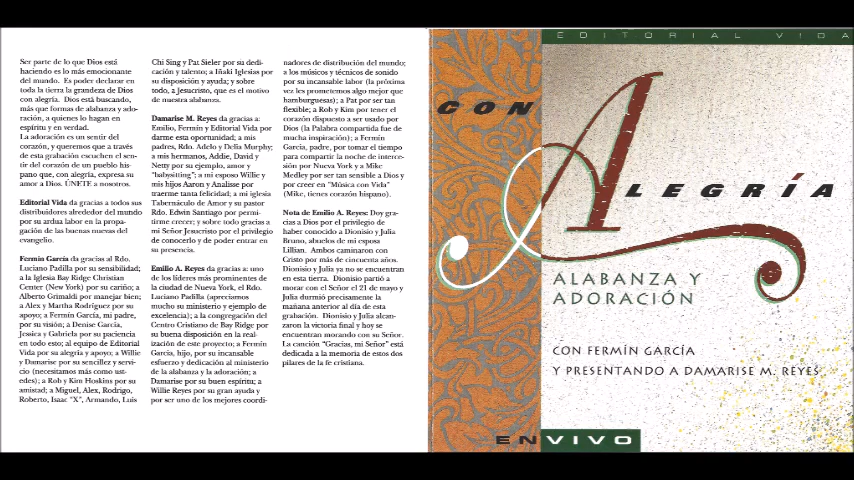 Ser parte de lo que Dios está
haciendo es lo más emocionante
del mundo. Es poder declarar en
toda la tierra la grandeza de Dios
con alegría. Dios está buscando,
más que formas de alabanza y ado-
ración, a quienes lo hagan en
espíritu y en verdad.
La adoración es un sentir del
corazón, y queremos que a través
de esta grabación escuchen el sen-
tir del corazón de un pueblo his-
pano que, con alegría, expresa su
amor a Dios. ÚNETE a nosotros.
Editorial Vida da gracias a todos sus
distribuidores alrededor del mundo
por su ardua labor en la propa-
gación de las buenas nuevas del
evangelio.
Fermín García da gracias al Rdo.
Luciano Padilla por su sensibilidad;
a la Iglesia Bay Ridge Christian
Center (New York) por su cariño; a
Alberto Grimaldi por manejar bien;
a Alex y Martha Rodríguez por su
apoyo; a Fermín García, mi padre,
por su visión; a Denise García,
Jessica y Gabriela por su paciencia
en todo esto; al equipo de Editorial
Vida por su alegría y apoyo; a Willie
y Damarise por su sencillez y servi-
cio (necesitamos más como ust-
edes); a Rob y Kim Hoskins por su
amistad; a Miguel, Alex, Rodrigo,
Roberto, Isaac "X", Armando, Luis
Chi Sing y Pat Sieler por su dedi-
cación y talento; a Iñaki Iglesias por
su disposición y ayuda; y sobre
todo, a Jesucristo, que es el motivo
de nuestra alabanza.
Damarise M. Reyes da gracias a:
Emilio, Fermín y Editorial Vida por
darme esta oportunidad; a mis
padres, Rdo. Adelo y Delia Murphy;
a mis hermanos, Addie, David y
Netty por su ejemplo, amor y
"babysitting"; a mi esposo Willie y
mis hijos Aaron y Analisse por
traerme tanta felicidad; a mi iglesia
Tabernáculo de Amor y su pastor
Rdo. Edwin Santiago por permi-
tirme crecer; y sobre todo gracias a
mi Señor Jesucristo por el privilegio
de conocerlo y de poder entrar en
su presencia.
Emilio A. Reyes da gracias a: uno
de los líderes más prominentes de
la ciudad de Nueva York, el Rdo.
Luciano Padilla (apreciamos
mucho su ministerio y ejemplo de
excelencia); a la congregación del
Centro Cristiano de Bay Ridge por
su buena disposición en la real-
ización de este proyecto; a Fermín
García, hijo, por su incansable
esfuerzo y dedicación al ministerio
de la alabanza y la adoración; a
Damarise por su buen espíritu; a
Willie Reyes por su gran ayuda y
por ser uno de los mejores coordi-
nadores de distribución del mundo;
a los músicos y técnicos de sonido
por su incansable labor (la próxima
vez les prometemos algo mejor que
hamburguesas); a Pat por ser tan
flexible; a Rob y Kim por tener el
corazón dispuesto a ser usado por
Dios (la Palabra compartida fue de
mucha inspiración); a Fermín
García, padre, por tomar el tiempo
para compartir la noche de interce-
sión por Nueva York y a Mike
Medley por ser tan sensible a Dios y
por creer en "Música con Vida"
(Mike, tienes corazón hispano).
Nota de Emilio A. Reyes: Doy gra-
cias a Dios por el privilegio de
haber conocido a Dionisio y Julia
Bruno, abuelos de mi esposa
Lillian. Ambos caminaron con
Cristo por más de cincuenta años.
Dionisio y Julia ya no se encuentran
en esta tierra. Dionisio partió a
morar con el Señor el 21 de mayo y
Julia durmió precisamente la
mañana anterior al día de esta
grabación. Dionisio y Julia alcan-
zaron la victoria final y hoy se
encuentran morando con su Señor.
La canción "Gracias, mi Señor" está
dedicada a la memoria de estos dos
pilares de la fe cristiana.
EDITORIAL VIDA
CON
ALEGRÍA
ALABANZA Y
ADORACIÓN
CON FERMÍN GARCÍA
Y PRESENTANDO A DAMARISE M. REYES
EN VIVO